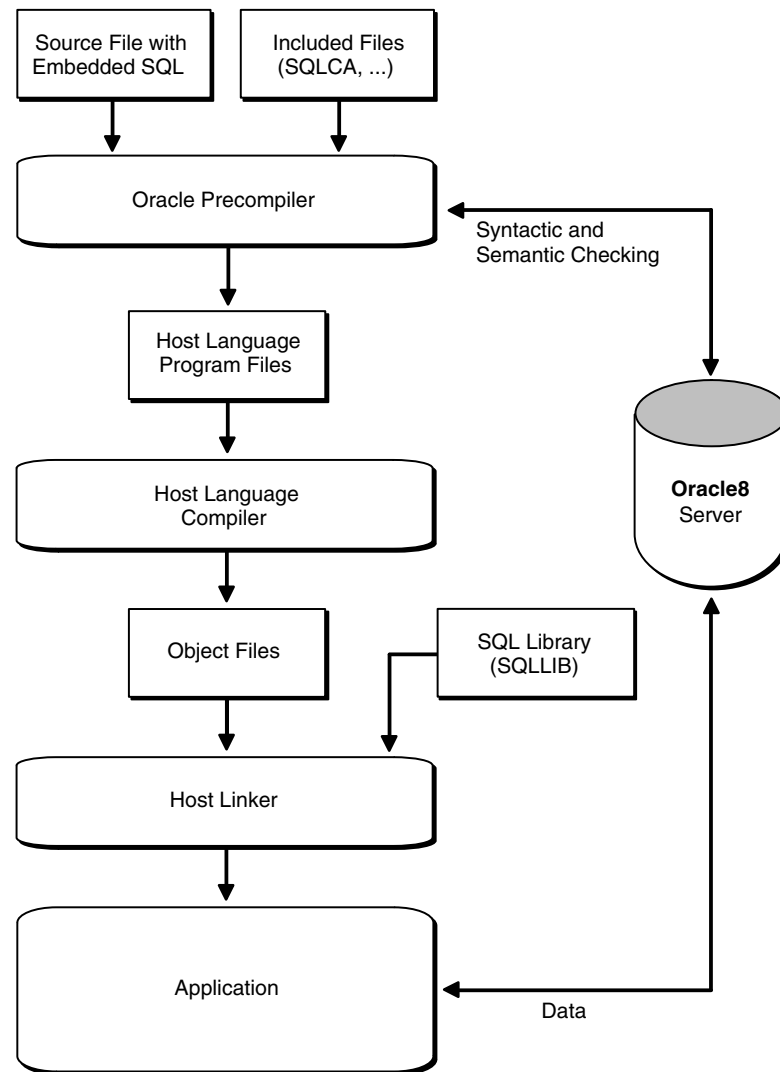 Source File with
Embedded SQL
Included Files
(SQLCA, ...)
Oracle Precompiler
Syntactic and
Semantic Checking
Host Language
Program Files
Host Language
Compiler
Oracle8
Server
Object Files
SQL Library
(SQLLIB)
Host Linker
Application
Data